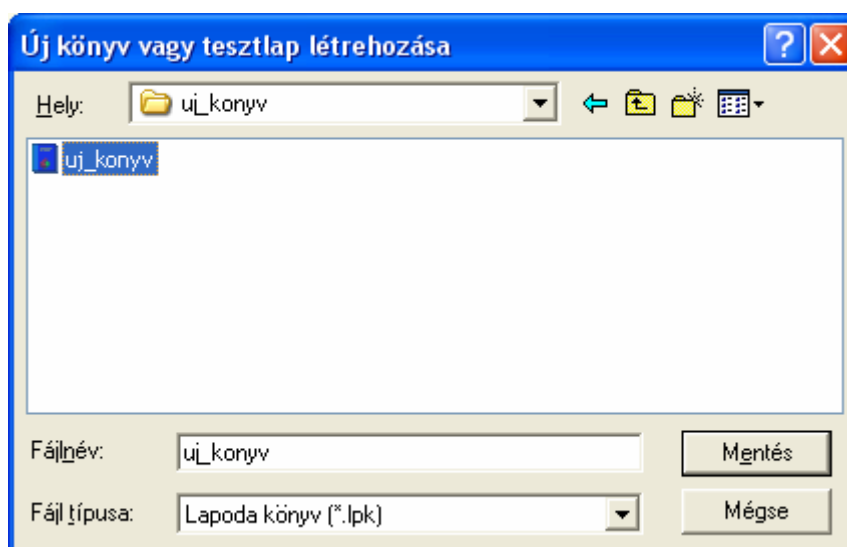 Új könyv vagy tesztlap létrehozása
Hely: uj_konyv
uj_konyv
Fájlnév: uj_konyv Mentés
Fájl típusa: Lapoda könyv (*.lpk) Mégse